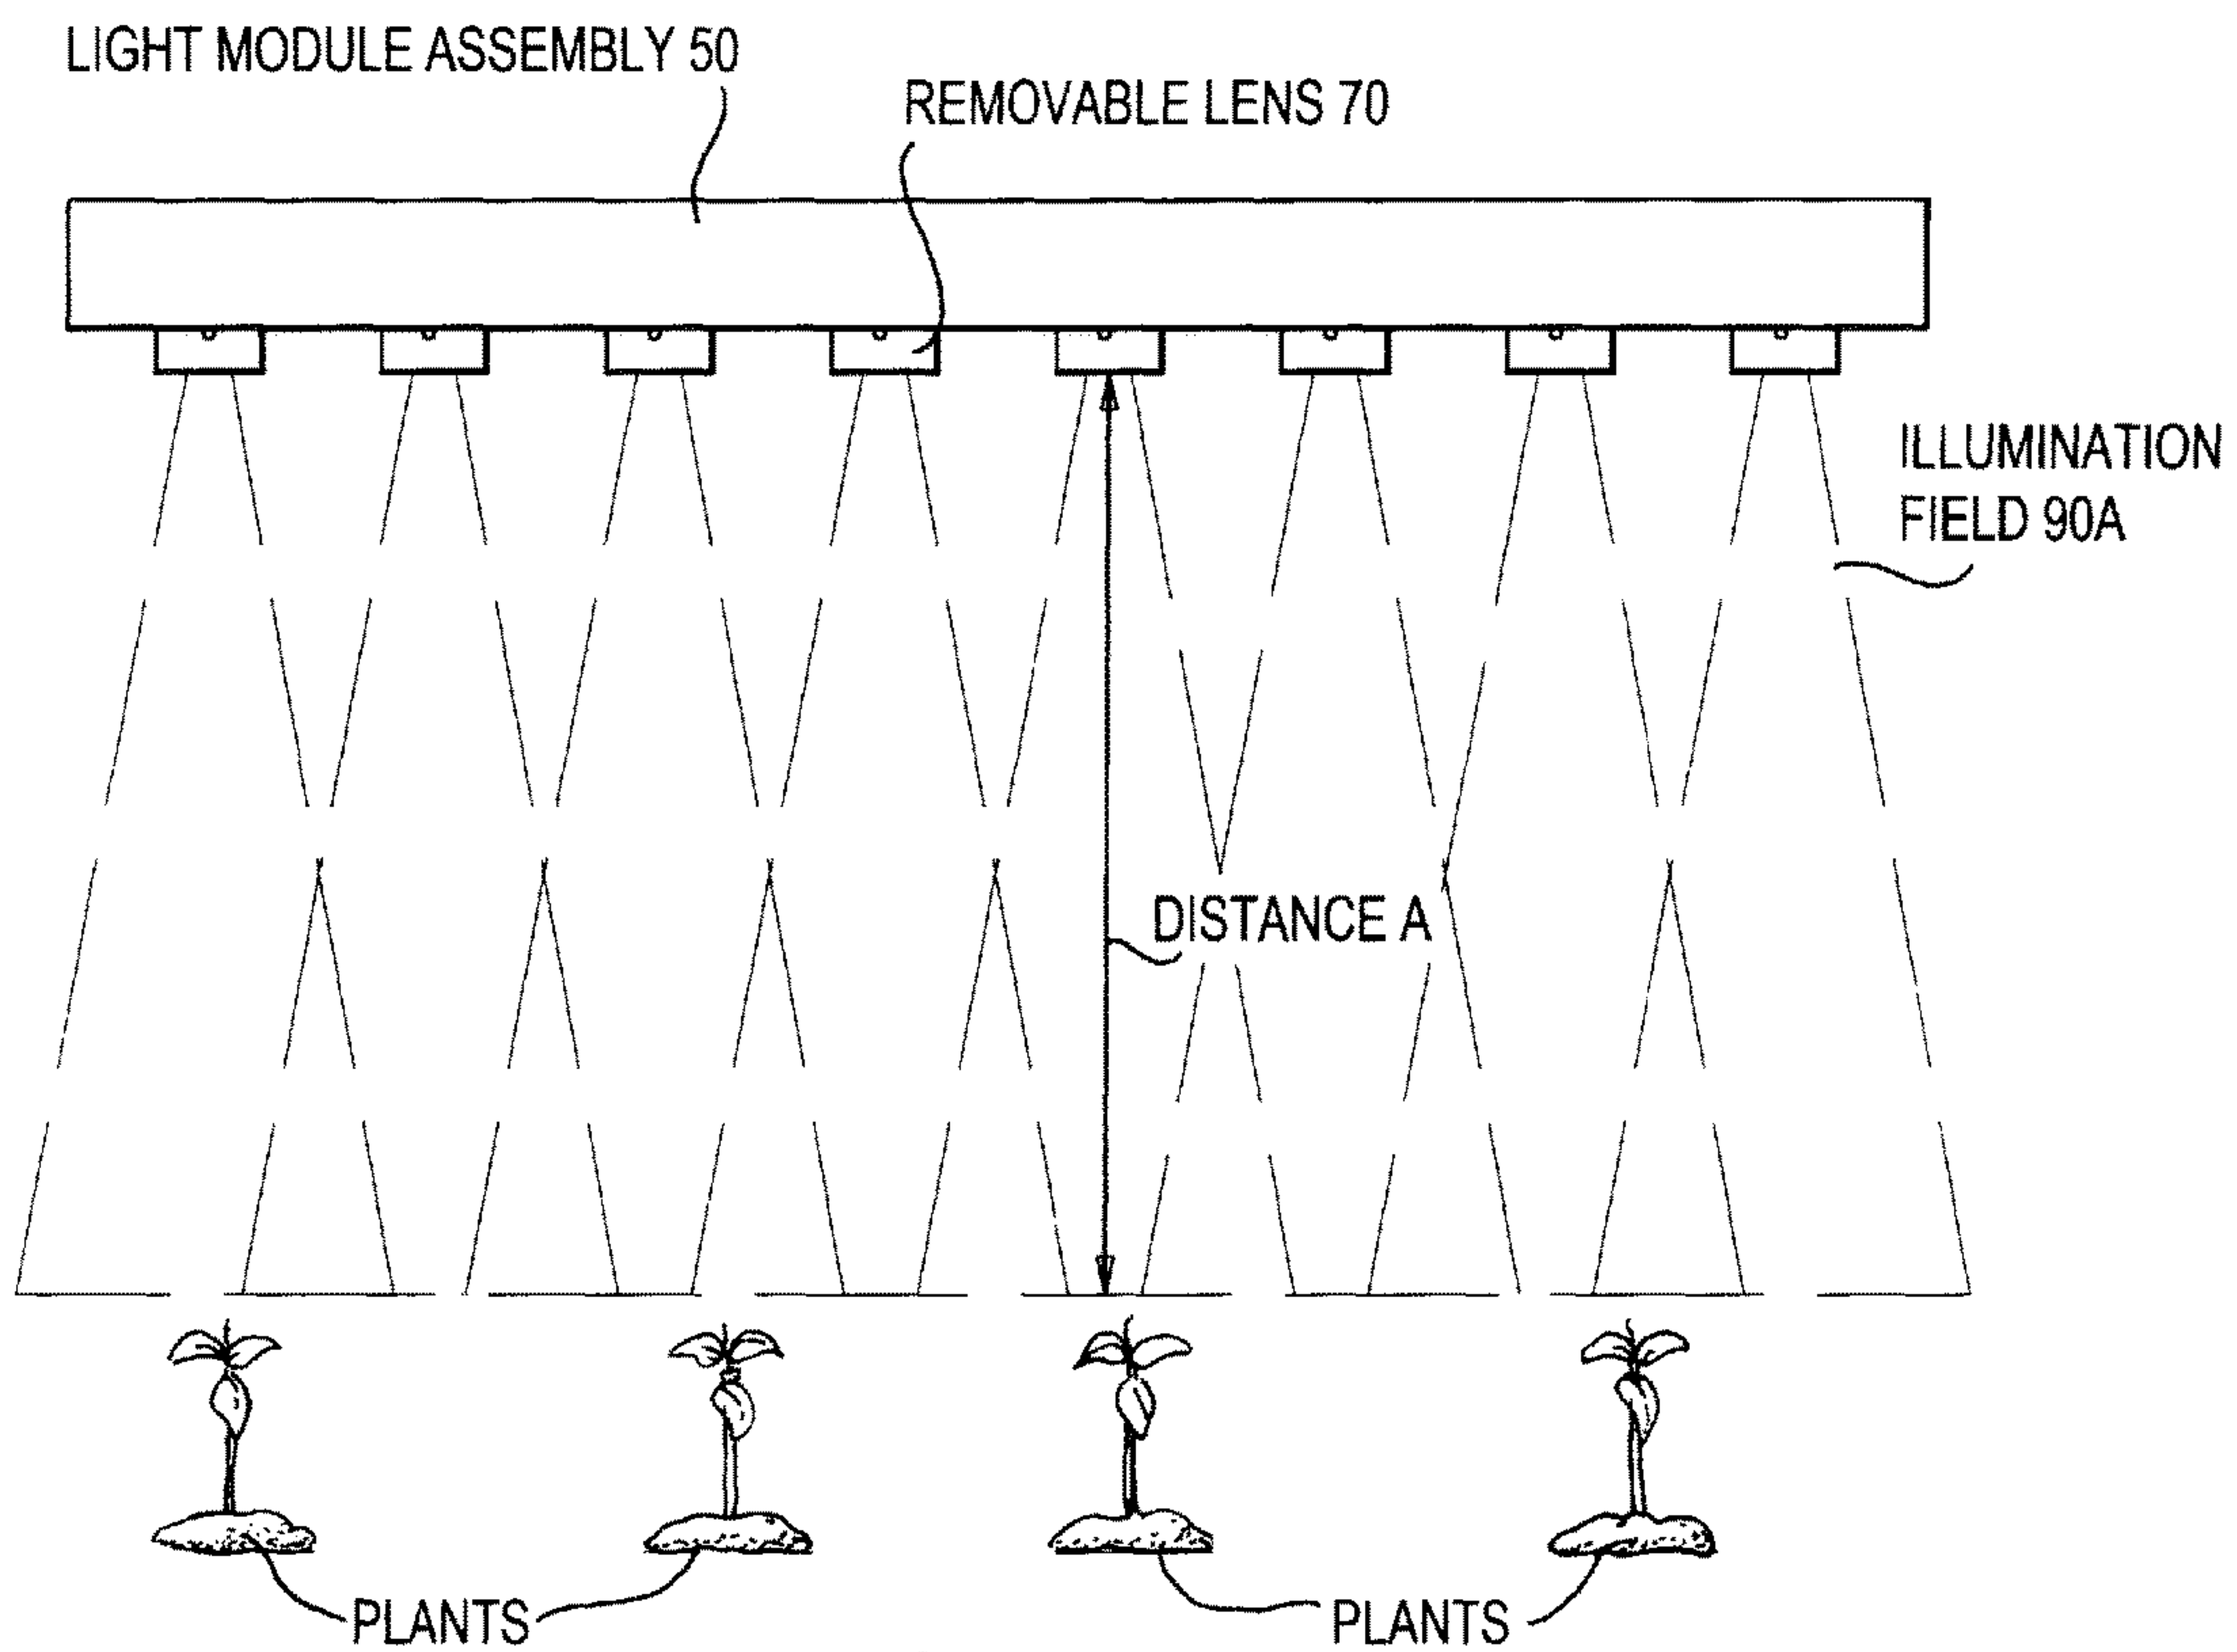 LIGHT MODULE ASSEMBLY 50
REMOVABLE LENS 70
ILLUMINATION
FIELD 90A
DISTANCE A
PLANTS
PLANTS